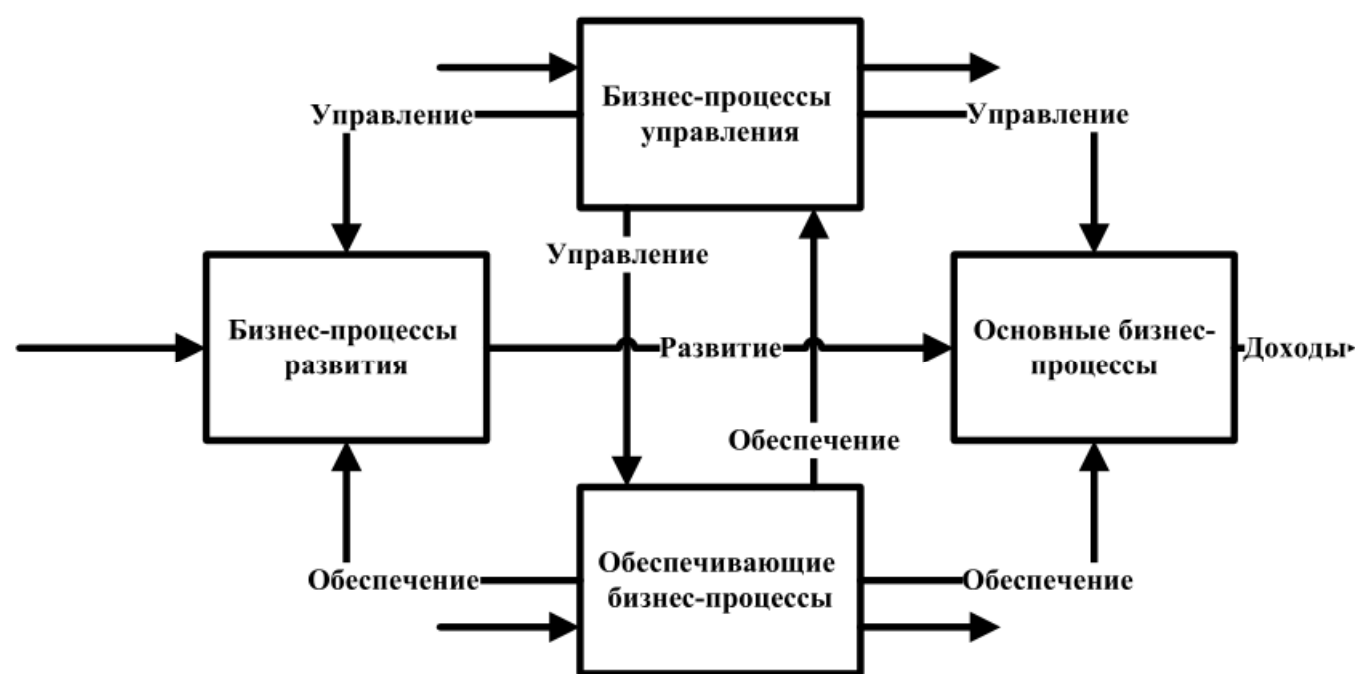 Бизнес-процессы
управления
Управление
Управление
Управление
Бизнес-процессы
развития
Развитие
Основные бизнес-
процессы
Доходы
Обеспечение
Обеспечение
Обеспечивающие
бизнес-процессы
Обеспечение